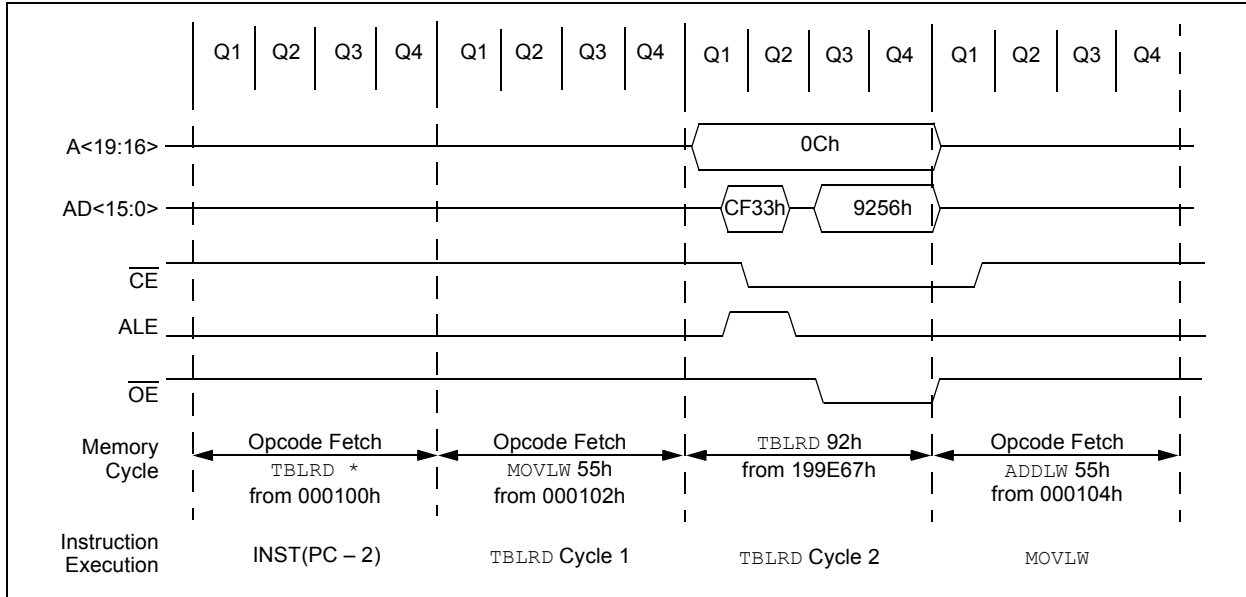 Q1 Q2 Q3 Q4 Q1 Q2 Q3 Q4 Q1 Q2 Q3 Q4 Q1 Q2 Q3 Q4
A<19:16> 0Ch
AD<15:0> CF33h 9256h
CE
ALE
OE
Memory
Cycle
Opcode Fetch
TBLRD *
from 000100h
Opcode Fetch
MOVLW 55h
from 000102h
TBLRD 92h
from 199E67h
Opcode Fetch
ADDLW 55h
from 000104h
Instruction
Execution
INST(PC – 2)
TBLRD Cycle 1
TBLRD Cycle 2
MOVLW